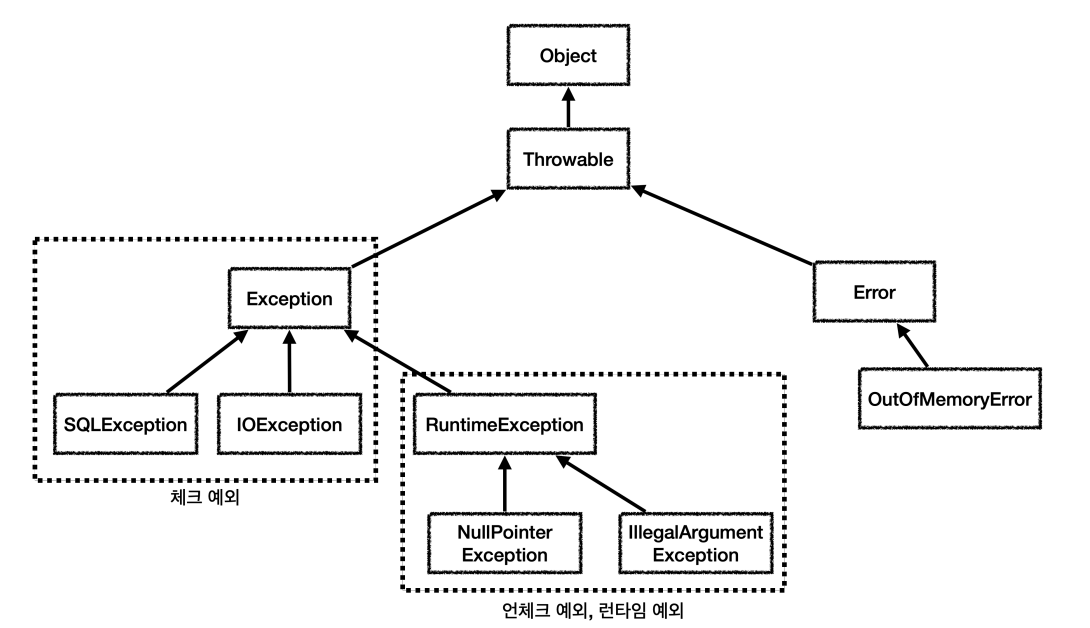 Object
Throwable
Exception
Error
SQLException
IOException
RuntimeException
OutOfMemoryError
체크 예외
NullPointer
Exception
IllegalArgument
Exception
언체크 예외, 런타임 예외